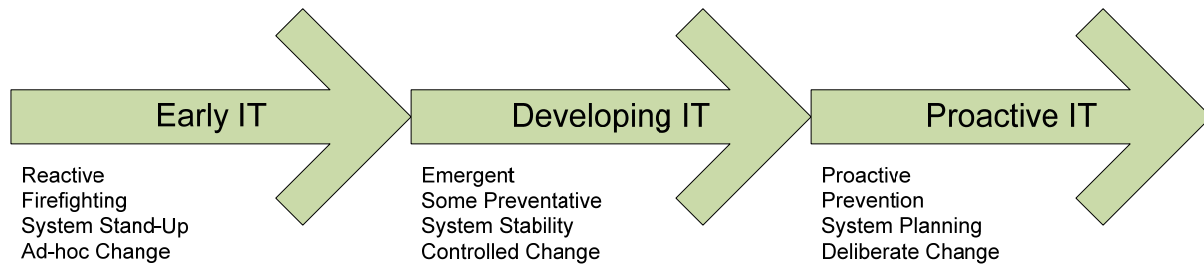 Early IT
Reactive
Firefighting
System Stand-Up
Ad-hoc Change
Developing IT
Emergent
Some Preventative
System Stability
Controlled Change
Proactive IT
Proactive
Prevention
System Planning
Deliberate Change